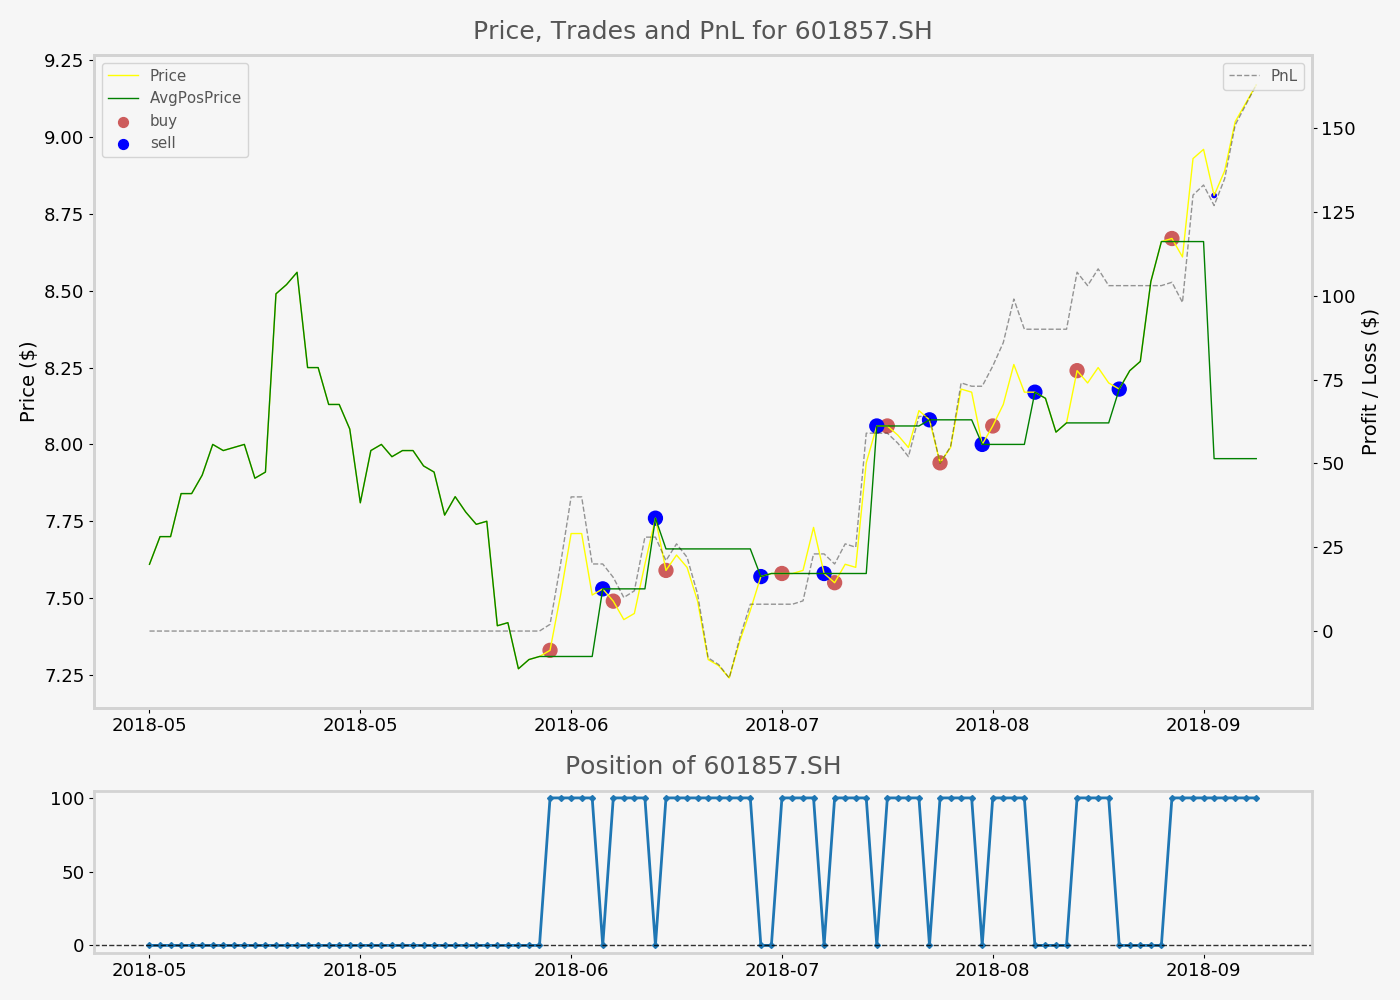 Price, Trades and PnL for 601857.SH
Price
AvgPosPrice
buy
sell
PnL
Price ($)
9.25
9.00
8.75
8.50
8.25
8.00
7.75
7.50
7.25
150
125
100
75
50
25
0
Profit / Loss ($)
2018-05 2018-05 2018-06 2018-07 2018-08 2018-09
Position of 601857.SH
100
50
0
2018-05 2018-05 2018-06 2018-07 2018-08 2018-09